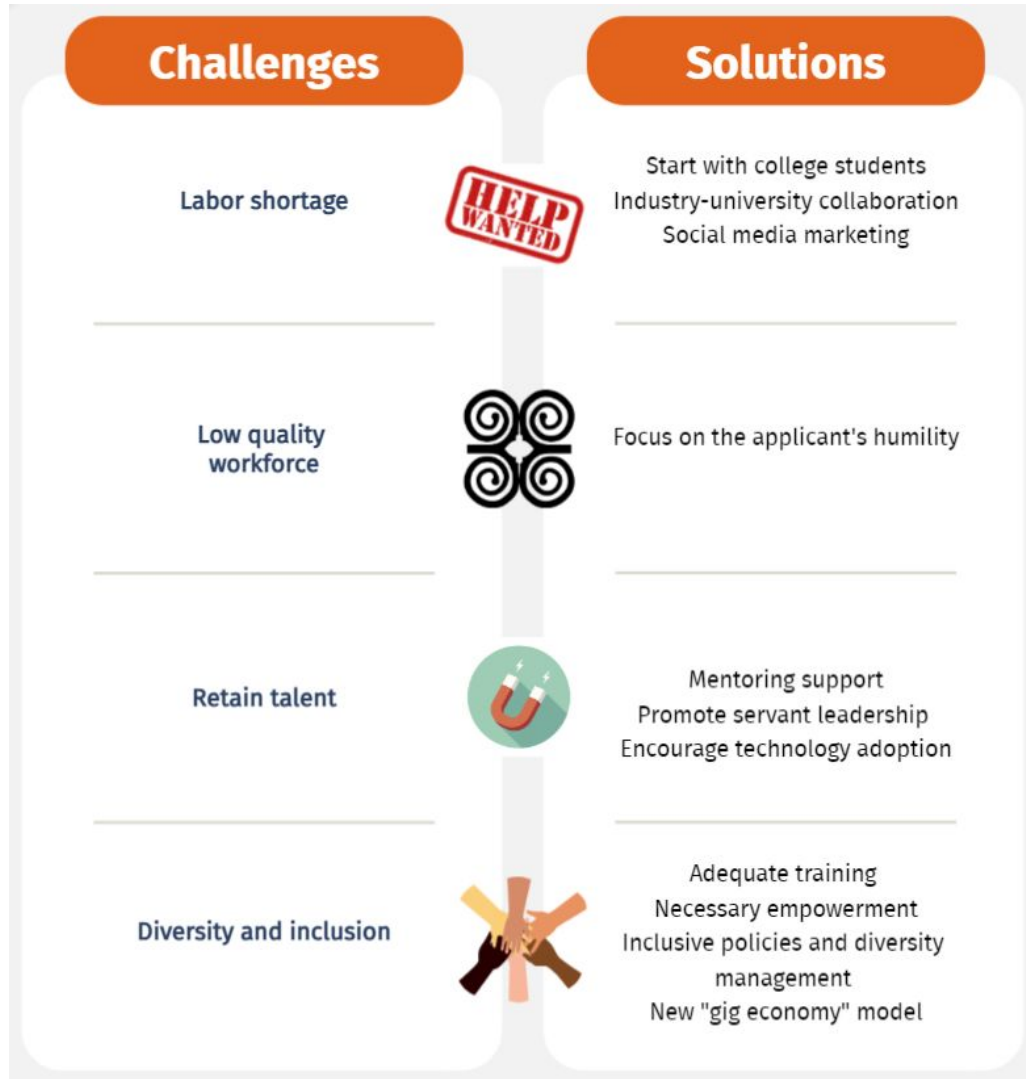 Challenges
Solutions
Labor shortage
HELP
WANTED
Start with college students
Industry-university collaboration
Social media marketing
Low quality
workforce
Focus on the applicant's humility
Retain talent
Mentoring support
Promote servant leadership
Encourage technology adoption
Diversity and inclusion
Adequate training
Necessary empowerment
Inclusive policies and diversity
management
New "gig economy" model